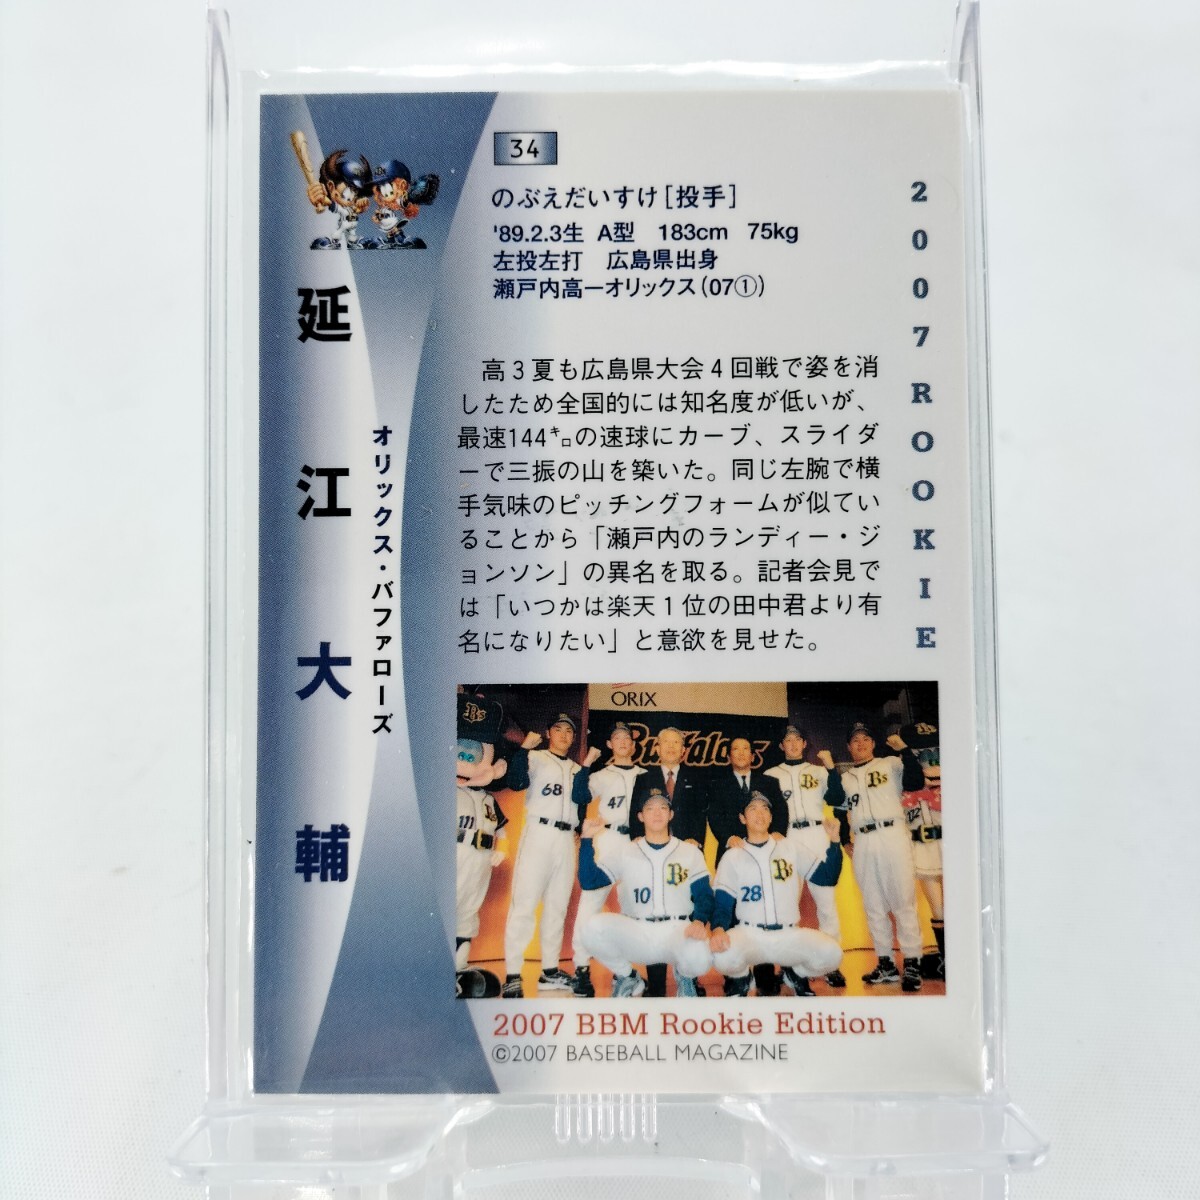 34
のぶえだいすけ[投手]
'89.2.3生 A型 183cm 75kg
左投左打 広島県出身
瀬戸内高ーオリックス(07①)
2007 ROOKIE
延江大輔
オリックス・バファローズ
高3夏も広島県大会4回戦で姿を消
したため全国的には知名度が低いが、
最速144㌔の速球にカーブ、スライダ
ーで三振の山を築いた。同じ左腕で横
手気味のピッチングフォームが似てい
ることから「瀬戸内のランディー・ジ
ョンソン」の異名を取る。記者会見で
は「いつかは楽天1位の田中君より有
名になりたい」と意欲を見せた。
ORIX
Buffaloes
68
47
9
69
111
Bs
10
Bs
28
Bs
2007 BBM Rookie Edition
©2007 BASEBALL MAGAZINE